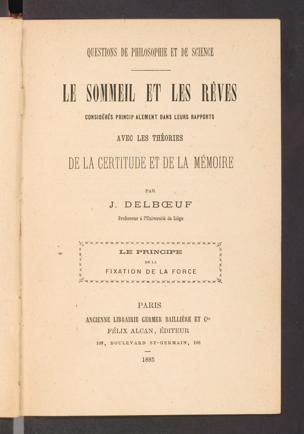 QUESTIONS DE PHILOSOPHIE ET DE SCIENCE
LE SOMMEIL ET LES RÊVES
CONSIDÉRÉS PRINCIPALEMENT DANS LEURS RAPPORTS
AVEC LES THÉORIES
DE LA CERTITUDE ET DE LA MÉMOIRE
PAR
J. DELBŒUF
Professeur à l'Université de Liège
LE PRINCIPE
DE LA
FIXATION DE LA FORCE
PARIS
ANCIENNE LIBRAIRIE GERMER BAILLIÈRE ET Cie
FÉLIX ALCAN, ÉDITEUR
108, BOULEVARD ST-GERMAIN, 108
1885